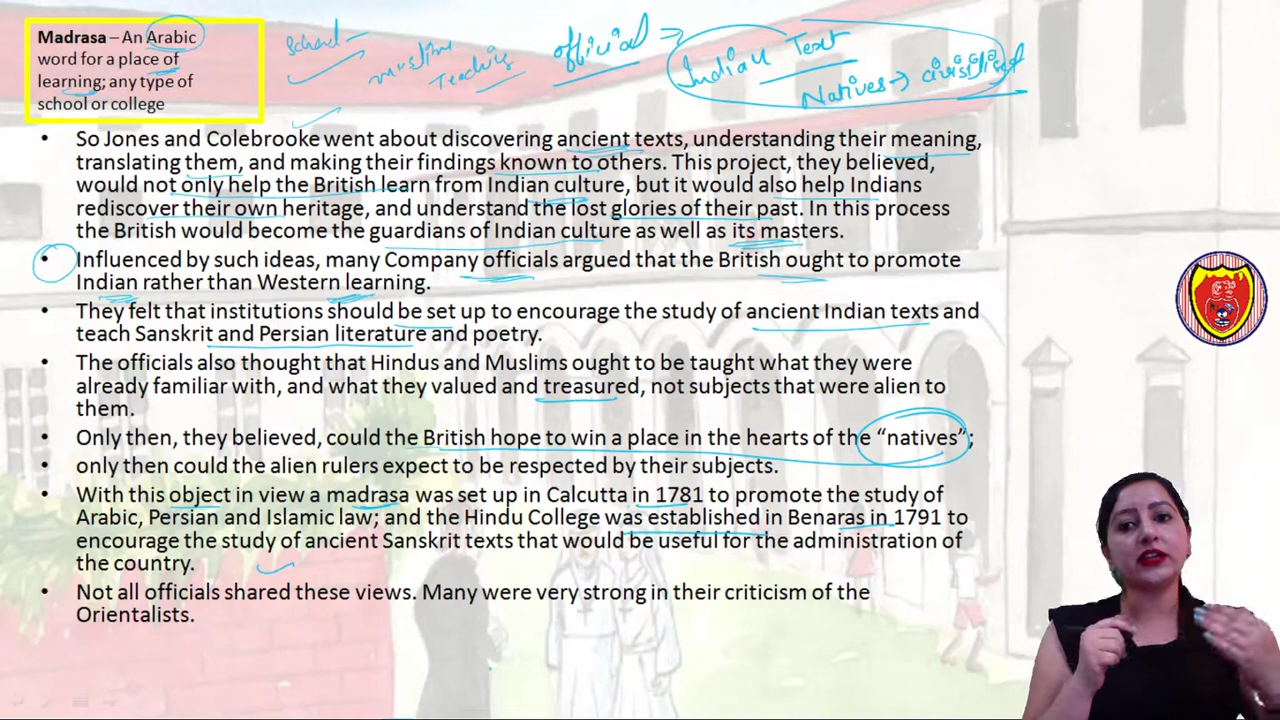 Madrasa – An Arabic
word for a place of
learning; any type of
school or college
School –
muslim
Teaching
official →
Indian Text
Natives →
• So Jones and Colebrooke went about discovering ancient texts, understanding their meaning,
translating them, and making their findings known to others. This project, they believed,
would not only help the British learn from Indian culture, but it would also help Indians
rediscover their own heritage, and understand the lost glories of their past. In this process
the British would become the guardians of Indian culture as well as its masters.
• Influenced by such ideas, many Company officials argued that the British ought to promote
Indian rather than Western learning.
• They felt that institutions should be set up to encourage the study of ancient Indian texts and
teach Sanskrit and Persian literature and poetry.
• The officials also thought that Hindus and Muslims ought to be taught what they were
already familiar with, and what they valued and treasured, not subjects that were alien to
them.
• Only then, they believed, could the British hope to win a place in the hearts of the “natives”;
• only then could the alien rulers expect to be respected by their subjects.
• With this object in view a madrasa was set up in Calcutta in 1781 to promote the study of
Arabic, Persian and Islamic law; and the Hindu College was established in Benaras in 1791 to
encourage the study of ancient Sanskrit texts that would be useful for the administration of
the country.
• Not all officials shared these views. Many were very strong in their criticism of the
Orientalists.